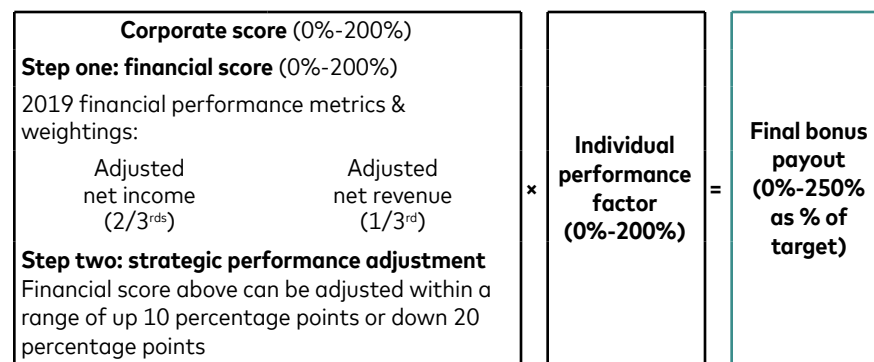 Corporate score (0%-200%)
Step one: financial score (0%-200%)
2019 financial performance metrics &
weightings:
Adjusted
net income
(2/3rds)
Adjusted
net revenue
(1/3rd)
Step two: strategic performance adjustment
Financial score above can be adjusted within a
range of up 10 percentage points or down 20
percentage points
×
Individual
performance
factor
(0%-200%)
=
Final bonus
payout
(0%-250%
as % of
target)